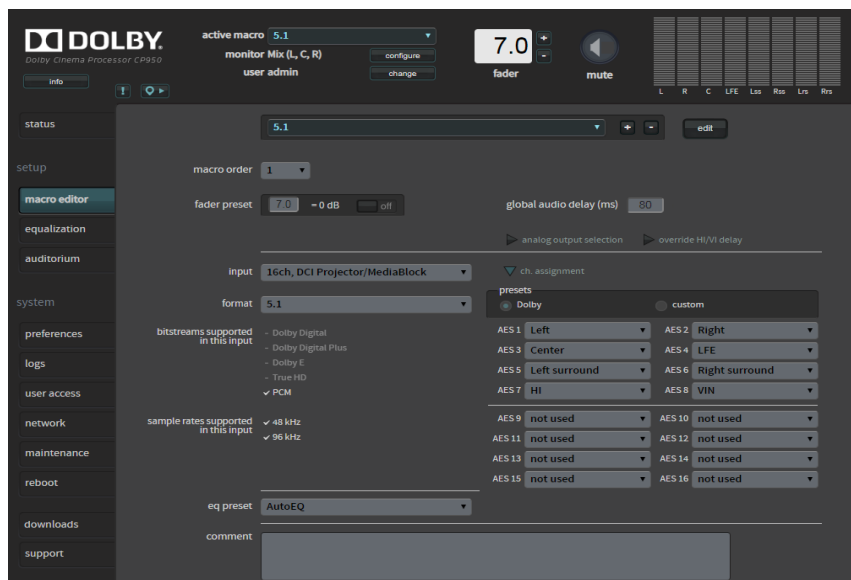 DOLBY.
Dolby Cinema Processor CP950
info
active macro 5.1
monitor Mix (L, C, R) configure
user admin change
7.0 + -
fader
mute
L R C LFE Lss Rss Lrs Rrs
status
setup
macro editor
equalization
auditorium
system
preferences
logs
user access
network
maintenance
reboot
downloads
support
5.1 + - edit
macro order 1
fader preset 7.0 = 0 dB off
global audio delay (ms) 80
analog output selection override HI/VI delay
input 16ch, DCI Projector/MediaBlock
ch. assignment
presets
Dolby custom
format 5.1
bitstreams supported
in this input
- Dolby Digital
- Dolby Digital Plus
- Dolby E
- True HD
✓ PCM
AES 1 Left AES 2 Right
AES 3 Center AES 4 LFE
AES 5 Left surround AES 6 Right surround
AES 7 HI AES 8 VIN
sample rates supported
in this input
✓ 48 kHz
✓ 96 kHz
AES 9 not used AES 10 not used
AES 11 not used AES 12 not used
AES 13 not used AES 14 not used
AES 15 not used AES 16 not used
eq preset AutoEQ
comment